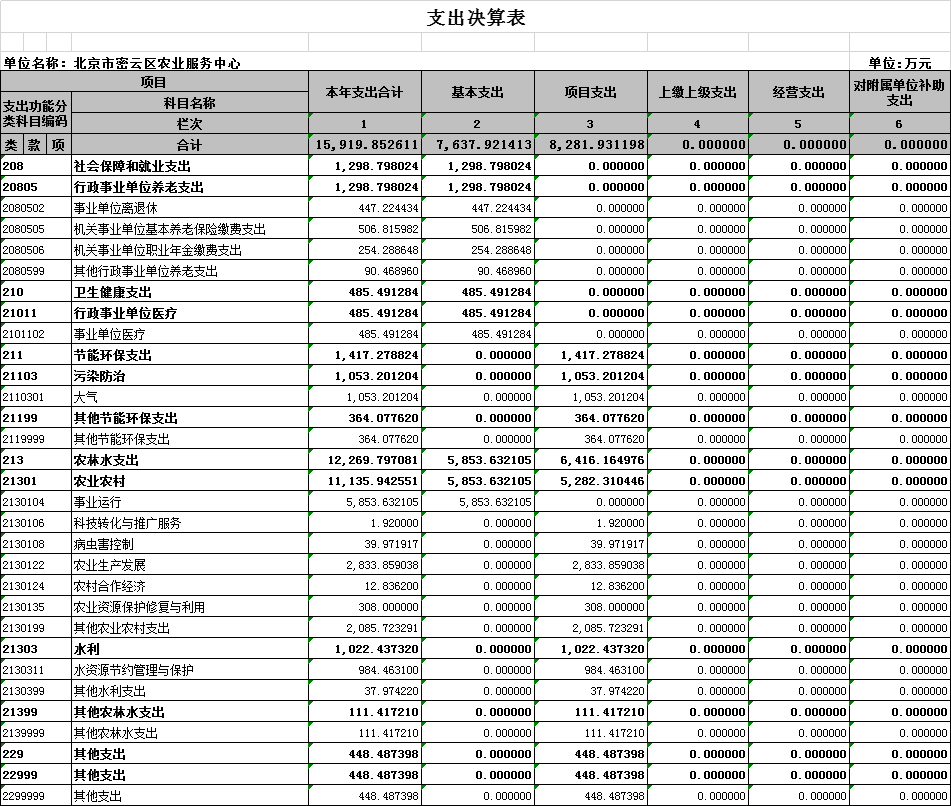 支出决算表
单位名称: 北京市密云区农业服务中心 单位:万元
项目 本年支出合计 基本支出 项目支出 上缴上级支出 经营支出 对附属单位补助支出
支出功能分类科目编码 科目名称
栏次 1 2 3 4 5 6
类 款 项 合计 15,919.852611 7,637.921413 8,281.931198 0.000000 0.000000 0.000000
208 社会保障和就业支出 1,298.798024 1,298.798024 0.000000 0.000000 0.000000 0.000000
20805 行政事业单位养老支出 1,298.798024 1,298.798024 0.000000 0.000000 0.000000 0.000000
2080502 事业单位离退休 447.224434 447.224434 0.000000 0.000000 0.000000 0.000000
2080505 机关事业单位基本养老保险缴费支出 506.815982 506.815982 0.000000 0.000000 0.000000 0.000000
2080506 机关事业单位职业年金缴费支出 254.288648 254.288648 0.000000 0.000000 0.000000 0.000000
2080599 其他行政事业单位养老支出 90.468960 90.468960 0.000000 0.000000 0.000000 0.000000
210 卫生健康支出 485.491284 485.491284 0.000000 0.000000 0.000000 0.000000
21011 行政事业单位医疗 485.491284 485.491284 0.000000 0.000000 0.000000 0.000000
2101102 事业单位医疗 485.491284 485.491284 0.000000 0.000000 0.000000 0.000000
211 节能环保支出 1,417.278824 0.000000 1,417.278824 0.000000 0.000000 0.000000
21103 污染防治 1,053.201204 0.000000 1,053.201204 0.000000 0.000000 0.000000
2110301 大气 1,053.201204 0.000000 1,053.201204 0.000000 0.000000 0.000000
21199 其他节能环保支出 364.077620 0.000000 364.077620 0.000000 0.000000 0.000000
2119999 其他节能环保支出 364.077620 0.000000 364.077620 0.000000 0.000000 0.000000
213 农林水支出 12,269.797081 5,853.632105 6,416.164976 0.000000 0.000000 0.000000
21301 农业农村 11,135.942551 5,853.632105 5,282.310446 0.000000 0.000000 0.000000
2130104 事业运行 5,853.632105 5,853.632105 0.000000 0.000000 0.000000 0.000000
2130106 科技转化与推广服务 1.920000 0.000000 1.920000 0.000000 0.000000 0.000000
2130108 病虫害控制 39.971917 0.000000 39.971917 0.000000 0.000000 0.000000
2130122 农业生产发展 2,833.859038 0.000000 2,833.859038 0.000000 0.000000 0.000000
2130124 农村合作经济 12.836200 0.000000 12.836200 0.000000 0.000000 0.000000
2130135 农业资源保护修复与利用 308.000000 0.000000 308.000000 0.000000 0.000000 0.000000
2130199 其他农业农村支出 2,085.723291 0.000000 2,085.723291 0.000000 0.000000 0.000000
21303 水利 1,022.437320 0.000000 1,022.437320 0.000000 0.000000 0.000000
2130311 水资源节约管理与保护 984.463100 0.000000 984.463100 0.000000 0.000000 0.000000
2130399 其他水利支出 37.974220 0.000000 37.974220 0.000000 0.000000 0.000000
21399 其他农林水支出 111.417210 0.000000 111.417210 0.000000 0.000000 0.000000
2139999 其他农林水支出 111.417210 0.000000 111.417210 0.000000 0.000000 0.000000
229 其他支出 448.487398 0.000000 448.487398 0.000000 0.000000 0.000000
22999 其他支出 448.487398 0.000000 448.487398 0.000000 0.000000 0.000000
2299999 其他支出 448.487398 0.000000 448.487398 0.000000 0.000000 0.000000